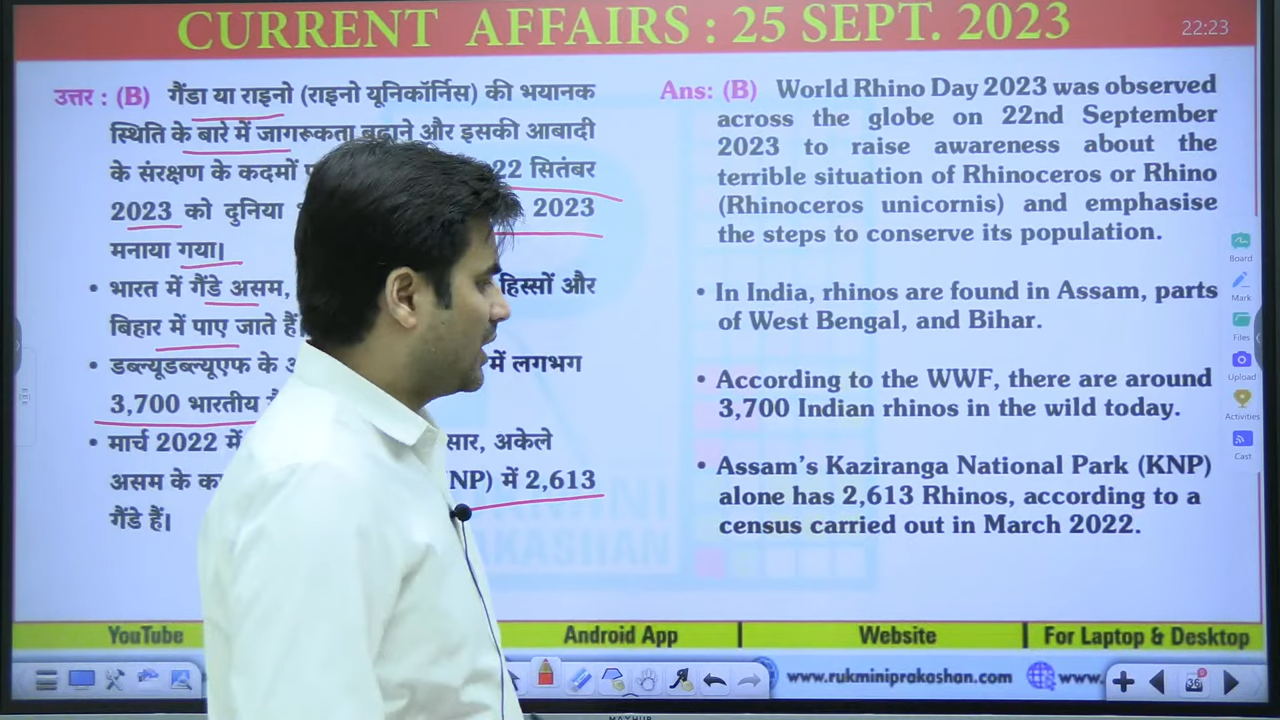 CURRENT AFFAIRS : 25 SEPT. 2023
22:23
उत्तर : (B) गैंडा या राइनो (राइनो यूनिकॉर्निस) की भयानक
स्थिति के बारे में जागरूकता बढ़ाने और इसकी आबादी
के संरक्षण के कदमों 22 सितंबर
2023 को दुनिया 2023
मनाया गया।
• भारत में गैंडे असम, हिस्सों और
बिहार में पाए जाते हैं
• डब्ल्यूडब्ल्यूएफ के में लगभग
3,700 भारतीय
• मार्च 2022 में सार, अकेले
असम के NP) में 2,613
गैंडे हैं।
Ans: (B) World Rhino Day 2023 was observed
across the globe on 22nd September
2023 to raise awareness about the
terrible situation of Rhinoceros or Rhino
(Rhinoceros unicornis) and emphasise
the steps to conserve its population.
• In India, rhinos are found in Assam, parts
of West Bengal, and Bihar.
• According to the WWF, there are around
3,700 Indian rhinos in the wild today.
• Assam's Kaziranga National Park (KNP)
alone has 2,613 Rhinos, according to a
census carried out in March 2022.
Board
Mark
Files
Upload
Activities
Cast
YouTube Android App Website For Laptop & Desktop
www.rukminiprakashan.com www.
36